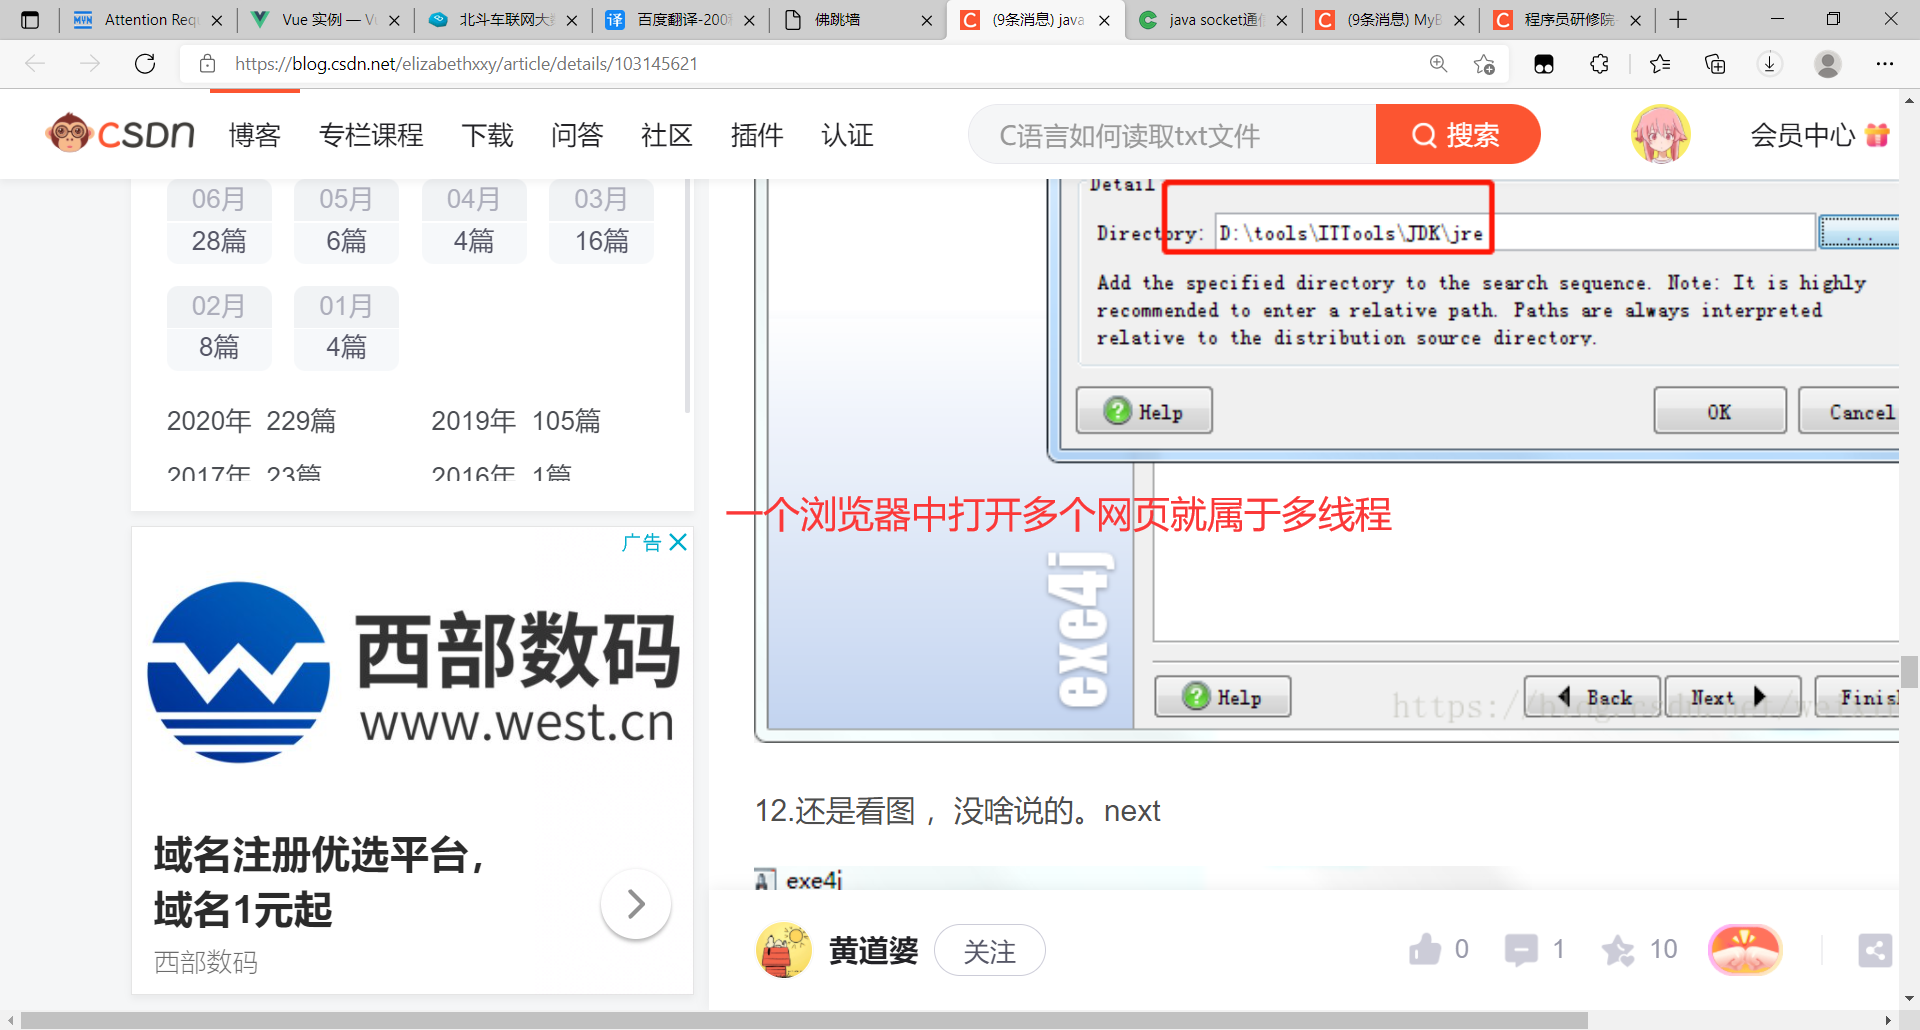 Attention Req
Vue 实例 — Vu
北斗车联网大
百度翻译-200
佛跳墙
(9条消息) java
java socket通
(9条消息) MyB
程序员研修院-
https://blog.csdn.net/elizabethxxy/article/details/103145621
CSDN 博客 专栏课程 下载 问答 社区 插件 认证
C语言如何读取txt文件
搜索
会员中心
06月 05月 04月 03月
28篇 6篇 4篇 16篇
02月 01月
8篇 4篇
2020年 229篇 2019年 105篇
2017年 23篇 2016年 1篇
广告
西部数码
www.west.cn
域名注册优选平台，
域名1元起
西部数码
Detail
Directory: D:\tools\ITTools\JDK\jre ...
Add the specified directory to the search sequence. Note: It is highly
recommended to enter a relative path. Paths are always interpreted
relative to the distribution source directory.
Help OK Cancel
一个浏览器中打开多个网页就属于多线程
exe4j
Help Back Next Finish
12.还是看图， 没啥说的。next
exe4j
黄道婆 关注 0 1 10